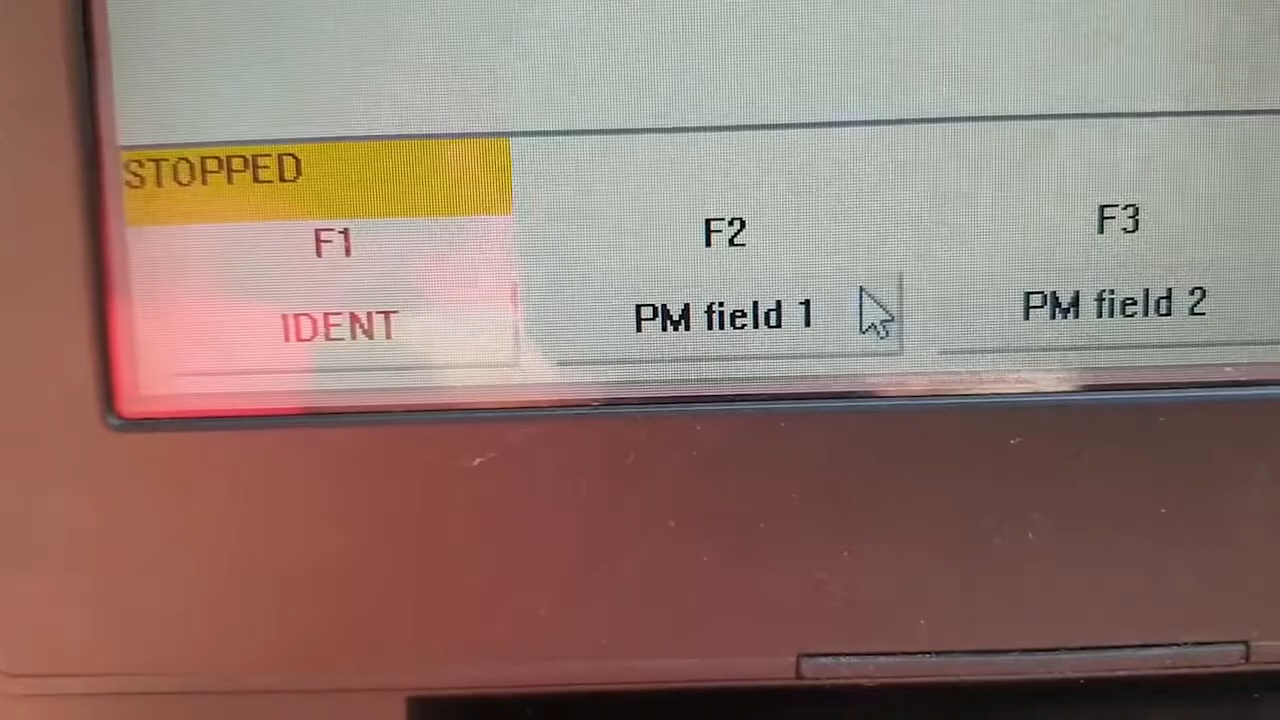 STOPPED
F1
F2
F3
IDENT
PM field 1
PM field 2